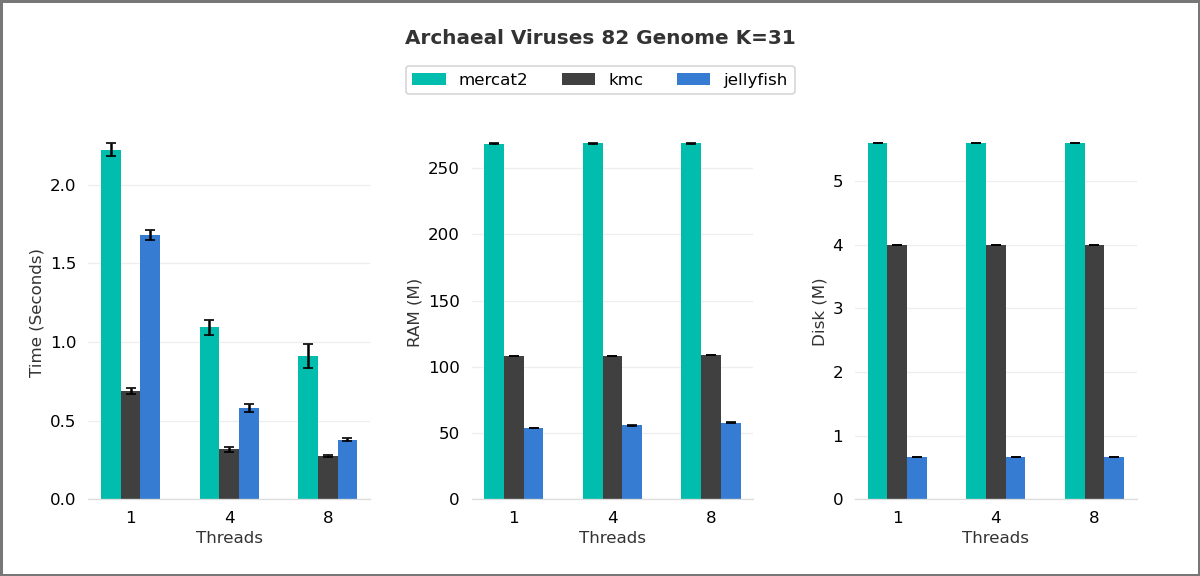 Archaeal Viruses 82 Genome K=31
mercat2 kmc jellyfish
Time (Seconds)
2.0
1.5
1.0
0.5
0.0
1 4 8
Threads
RAM (M)
250
200
150
100
50
0
1 4 8
Threads
Disk (M)
5
4
3
2
1
0
1 4 8
Threads